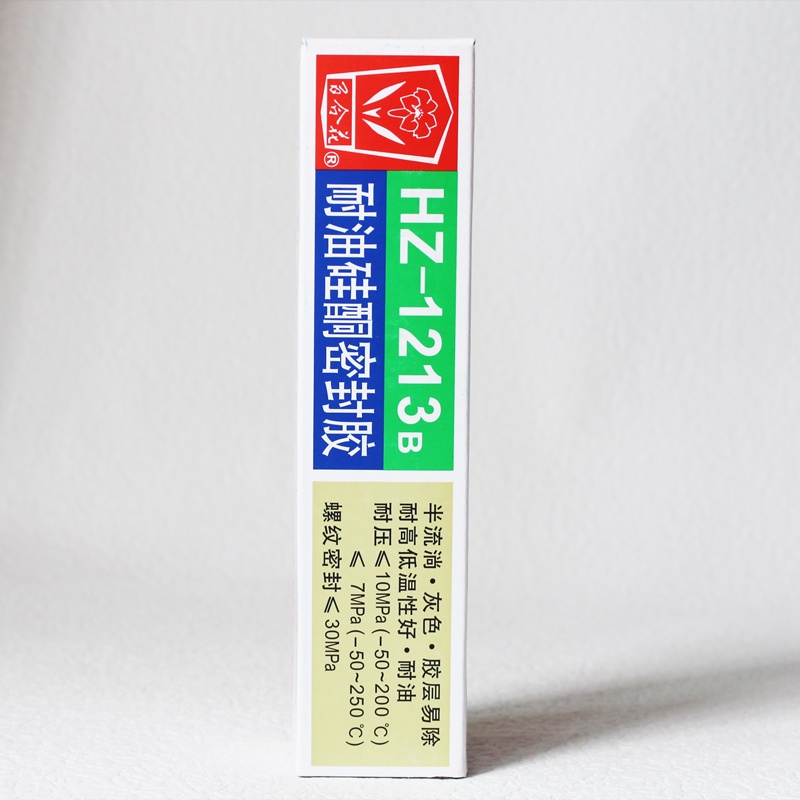 百合花
®
HZ-1213B
耐油硅酮密封胶
半流淌·灰色·胶层易除
耐高低温性好·耐油
耐压≤10MPa(-50~200℃)
≤ 7MPa(-50~250℃)
螺纹密封≤30MPa